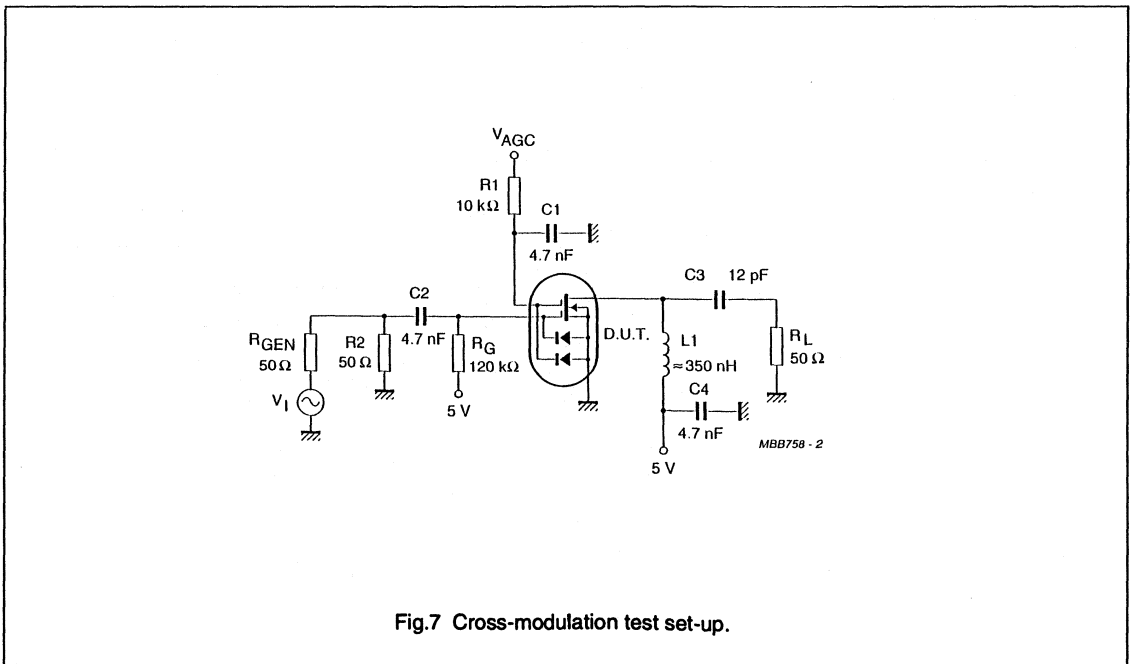 V_AGC
R1
10 kΩ
C1
4.7 nF
C3 12 pF
C2
4.7 nF
R_GEN
50 Ω
R2
50 Ω
R_G
120 kΩ
D.U.T.
L1
≈350 nH
R_L
50 Ω
V_I
5 V
C4
4.7 nF
5 V
MBB758 - 2
Fig.7 Cross-modulation test set-up.